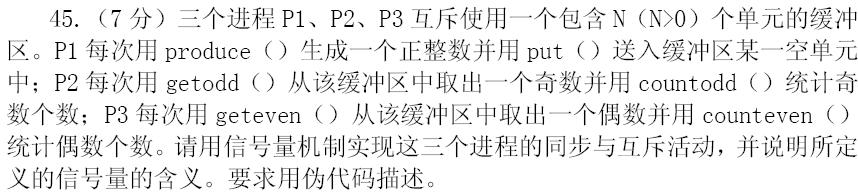 45.（7 分）三个进程 P1、P2、P3 互斥使用一个包含 N（N>0）个单元的缓冲
区。P1 每次用 produce（）生成一个正整数并用 put（）送入缓冲区某一空单元
中；P2 每次用 getodd（）从该缓冲区中取出一个奇数并用 countodd（）统计奇
数个数；P3 每次用 geteven（）从该缓冲区中取出一个偶数并用 counteven（）
统计偶数个数。请用信号量机制实现这三个进程的同步与互斥活动，并说明所定
义的信号量的含义。要求用伪代码描述。